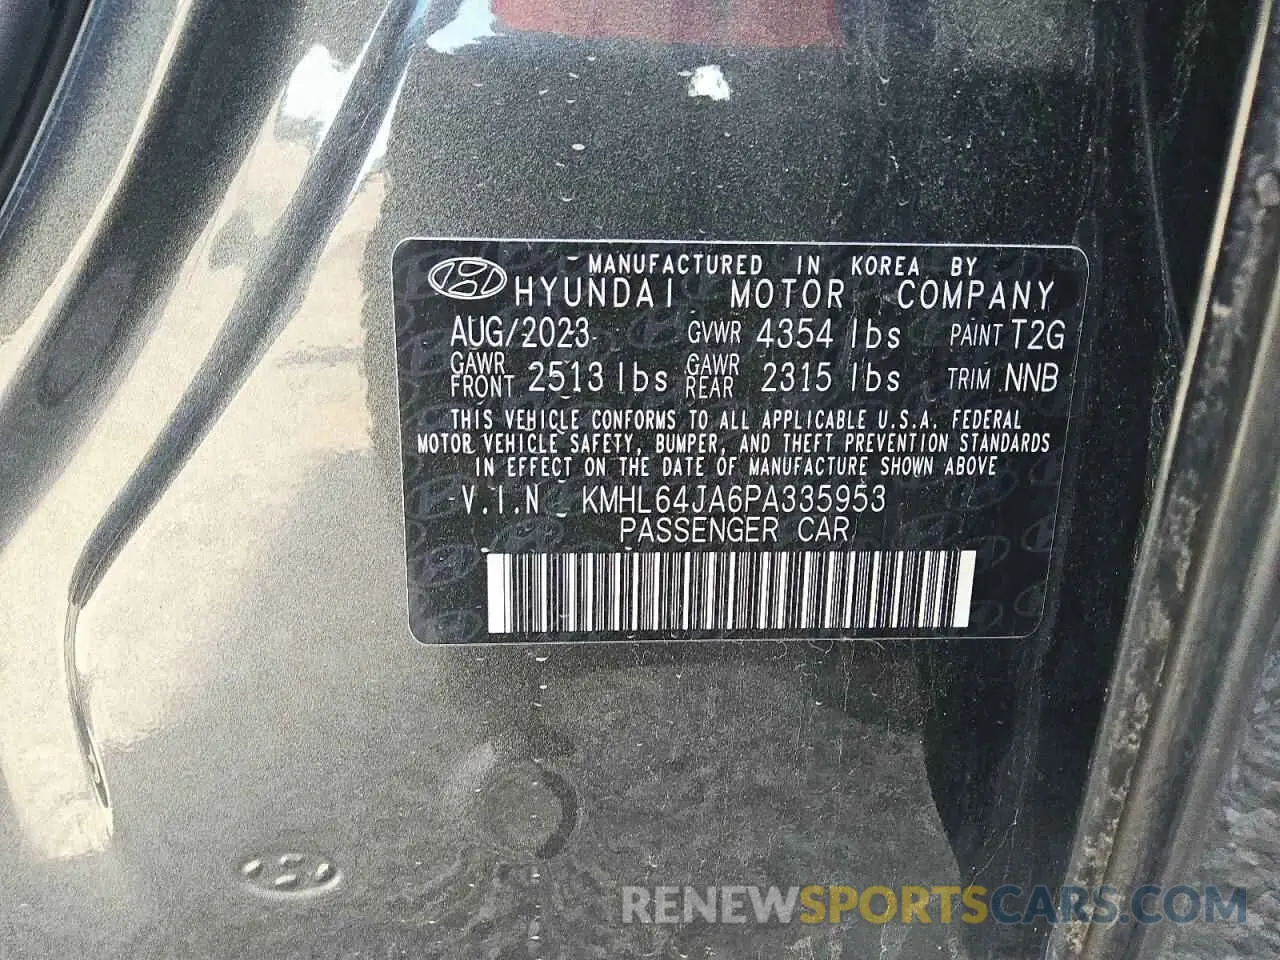 MANUFACTURED IN KOREA BY
HYUNDAI MOTOR COMPANY
AUG/2023 GVWR 4354 lbs PAINT T2G
GAWR FRONT 2513 lbs GAWR REAR 2315 lbs TRIM NNB
THIS VEHICLE CONFORMS TO ALL APPLICABLE U.S.A. FEDERAL
MOTOR VEHICLE SAFETY, BUMPER, AND THEFT PREVENTION STANDARDS
IN EFFECT ON THE DATE OF MANUFACTURE SHOWN ABOVE
V.I.N KMHL64JA6PA335953
PASSENGER CAR
RENEWSPORTSCARS.COM